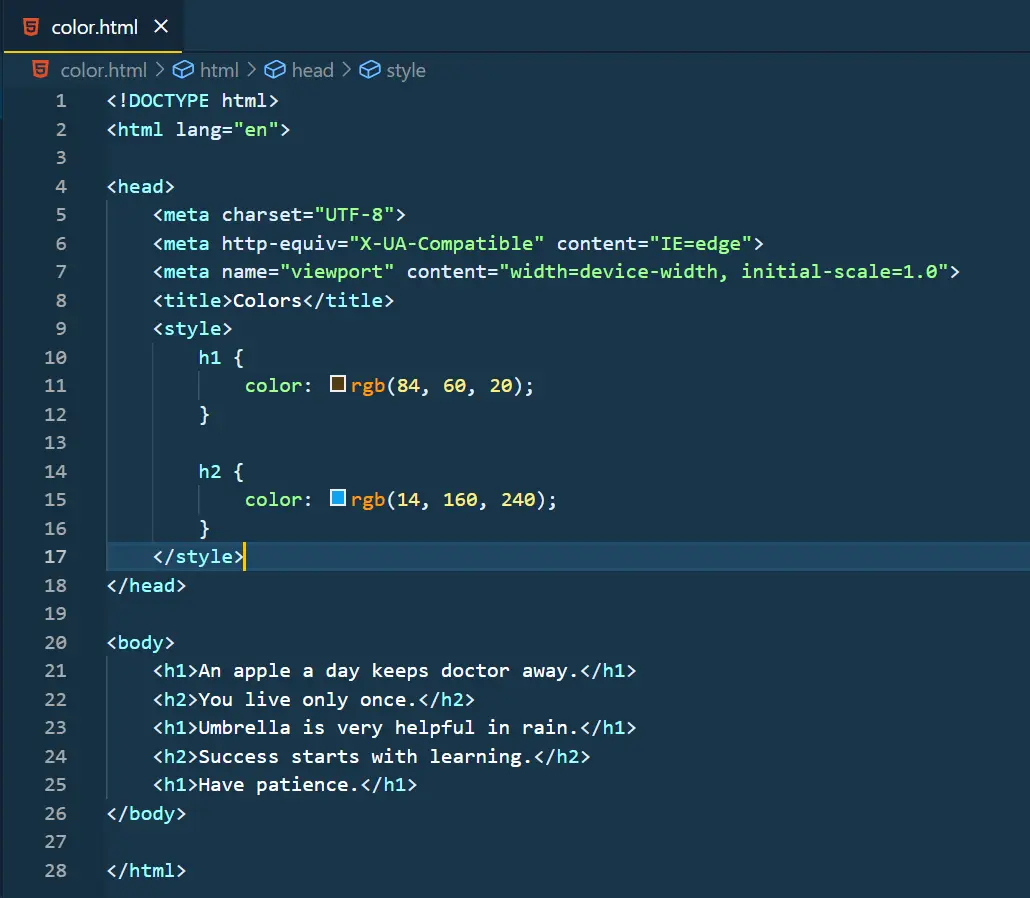 color.html
color.html > html > head > style
1 <!DOCTYPE html>
2 <html lang="en">
3
4 <head>
5     <meta charset="UTF-8">
6     <meta http-equiv="X-UA-Compatible" content="IE=edge">
7     <meta name="viewport" content="width=device-width, initial-scale=1.0">
8     <title>Colors</title>
9     <style>
10         h1 {
11             color: rgb(84, 60, 20);
12         }
13
14         h2 {
15             color: rgb(14, 160, 240);
16         }
17     </style>
18 </head>
19
20 <body>
21     <h1>An apple a day keeps doctor away.</h1>
22     <h2>You live only once.</h2>
23     <h1>Umbrella is very helpful in rain.</h1>
24     <h2>Success starts with learning.</h2>
25     <h1>Have patience.</h1>
26 </body>
27
28 </html>